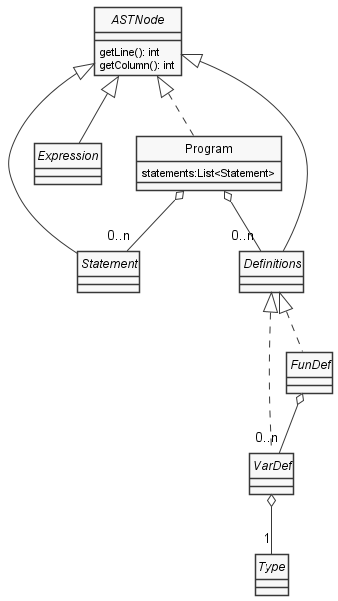 ASTNode
getLine(): int
getColumn(): int
Expression
Program
statements:List<Statement>
0..n
0..n
Statement
Definitions
FunDef
0..n
VarDef
1
Type